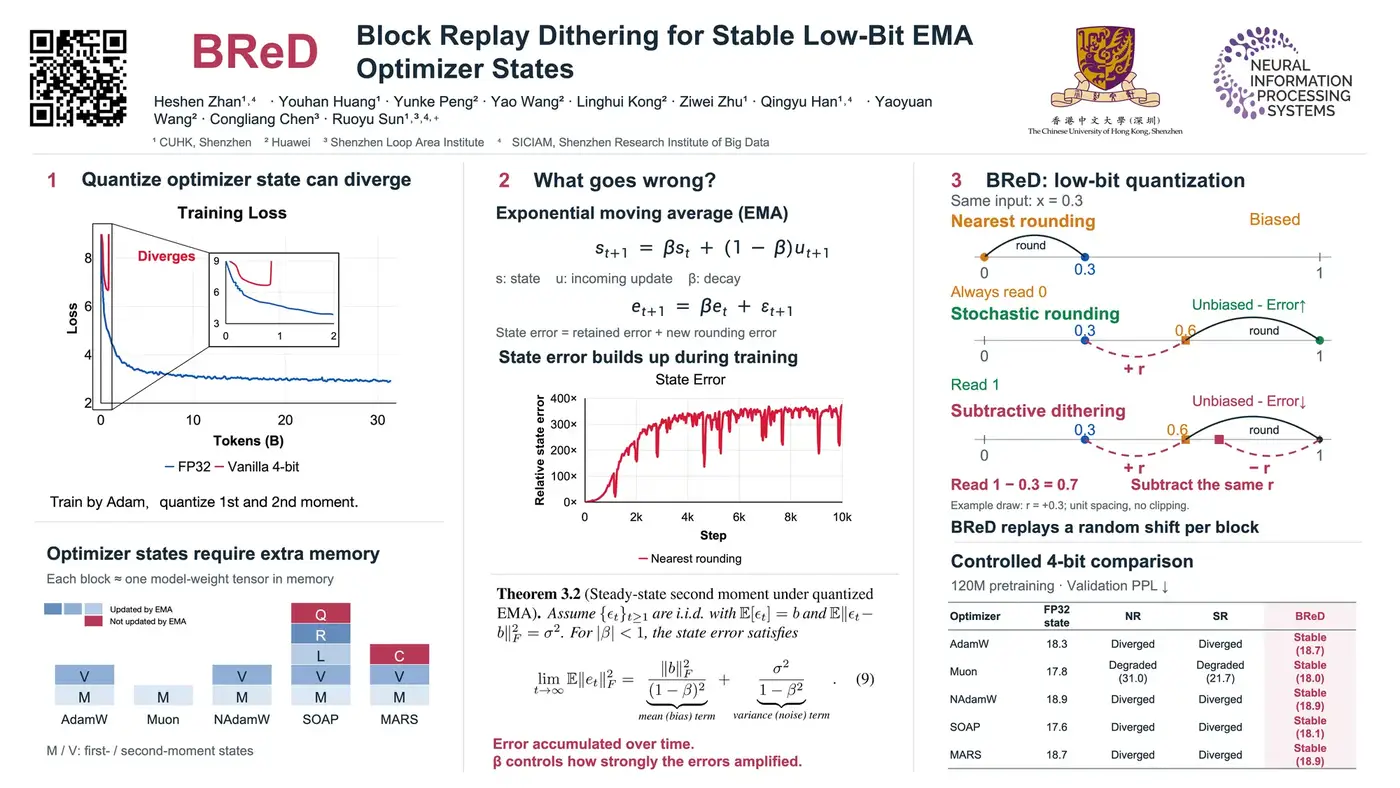 BReD
Block Replay Dithering for Stable Low-Bit EMA
Optimizer States
Heshen Zhan¹,⁴ · Youhan Huang¹ · Yunke Peng² · Yao Wang² · Linghui Kong² · Ziwei Zhu¹ · Qingyu Han¹,⁴ · Yaoyuan
Wang² · Congliang Chen³ · Ruoyu Sun¹,³,⁴,⁺
¹ CUHK, Shenzhen ² Huawei ³ Shenzhen Loop Area Institute ⁴ SICIAM, Shenzhen Research Institute of Big Data
香港中文大學(深圳)
The Chinese University of Hong Kong, Shenzhen
NEURAL
INFORMATION
PROCESSING
SYSTEMS
1 Quantize optimizer state can diverge
Training Loss
Diverges
Loss
8
6
4
2
0 10 20 30
9
6
3
0 1 2
Tokens (B)
FP32 Vanilla 4-bit
Train by Adam, quantize 1st and 2nd moment.
Optimizer states require extra memory
Each block ≈ one model-weight tensor in memory
Updated by EMA
Not updated by EMA
Q
R
L C
V V V V
M M M M M
AdamW Muon NAdamW SOAP MARS
M / V: first- / second-moment states
2 What goes wrong?
Exponential moving average (EMA)
sₜ₊₁ = βsₜ + (1 − β)uₜ₊₁
s: state u: incoming update β: decay
eₜ₊₁ = βeₜ + εₜ₊₁
State error = retained error + new rounding error
State error builds up during training
State Error
Relative state error
400×
300×
200×
100×
0×
0 2k 4k 6k 8k 10k
Step
Nearest rounding
Theorem 3.2 (Steady-state second moment under quantized
EMA). Assume {ϵₜ}ₜ≥₁ are i.i.d. with 𝔼[ϵₜ] = b and 𝔼‖ϵₜ−
b‖²_F = σ². For |β| < 1, the state error satisfies
lim t→∞ 𝔼‖eₜ‖²_F = ‖b‖²_F / (1 − β)² + σ² / 1 − β² . (9)
mean (bias) term variance (noise) term
Error accumulated over time.
β controls how strongly the errors amplified.
3 BReD: low-bit quantization
Same input: x = 0.3
Nearest rounding Biased
round
0 0.3 1
Always read 0
Stochastic rounding Unbiased - Error↑
0.3 0.6 round
0 1
+ r
Read 1
Subtractive dithering Unbiased - Error↓
0.3 0.6 round
0 1
+ r − r
Read 1 − 0.3 = 0.7 Subtract the same r
Example draw: r = +0.3; unit spacing, no clipping.
BReD replays a random shift per block
Controlled 4-bit comparison
120M pretraining · Validation PPL ↓
Optimizer FP32 state NR SR BReD
AdamW 18.3 Diverged Diverged Stable (18.7)
Muon 17.8 Degraded (31.0) Degraded (21.7) Stable (18.0)
NAdamW 18.9 Diverged Diverged Stable (18.9)
SOAP 17.6 Diverged Diverged Stable (18.1)
MARS 18.7 Diverged Diverged Stable (18.9)